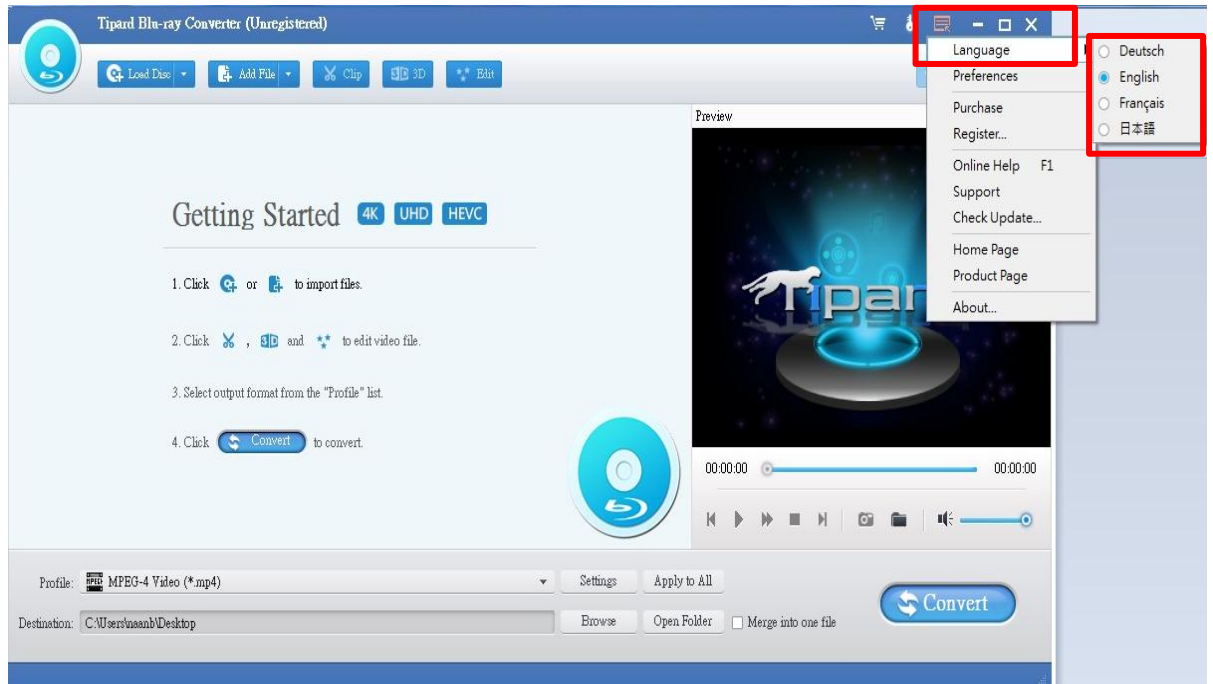 Tipard Blu-ray Converter (Unregistered)
Load Disc
Add File
Clip
3D 3D
Edit
Language
Preferences
Purchase
Register...
Online Help F1
Support
Check Update...
Home Page
Product Page
About...
Deutsch
English
Français
日本語
Preview
Getting Started 4K UHD HEVC
1. Click or to import files.
2. Click , 3D and to edit video file.
3. Select output format from the "Profile" list.
4. Click Convert to convert.
Tipar
00:00:00 00:00:00
Profile: MPEG-4 Video (*.mp4) Settings Apply to All
Convert
Destination: C:\Users\naanb\Desktop Browse Open Folder Merge into one file